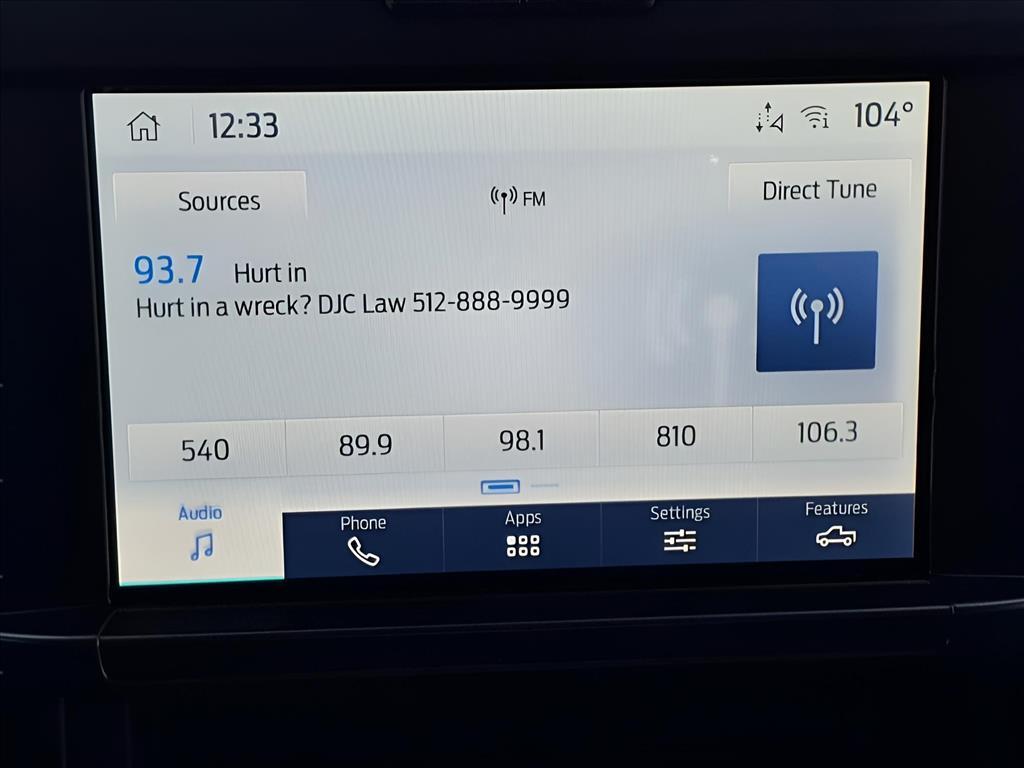 12:33
104°
Sources
FM
Direct Tune
93.7 Hurt in
Hurt in a wreck? DJC Law 512-888-9999
540 89.9 98.1 810 106.3
Audio Phone Apps Settings Features